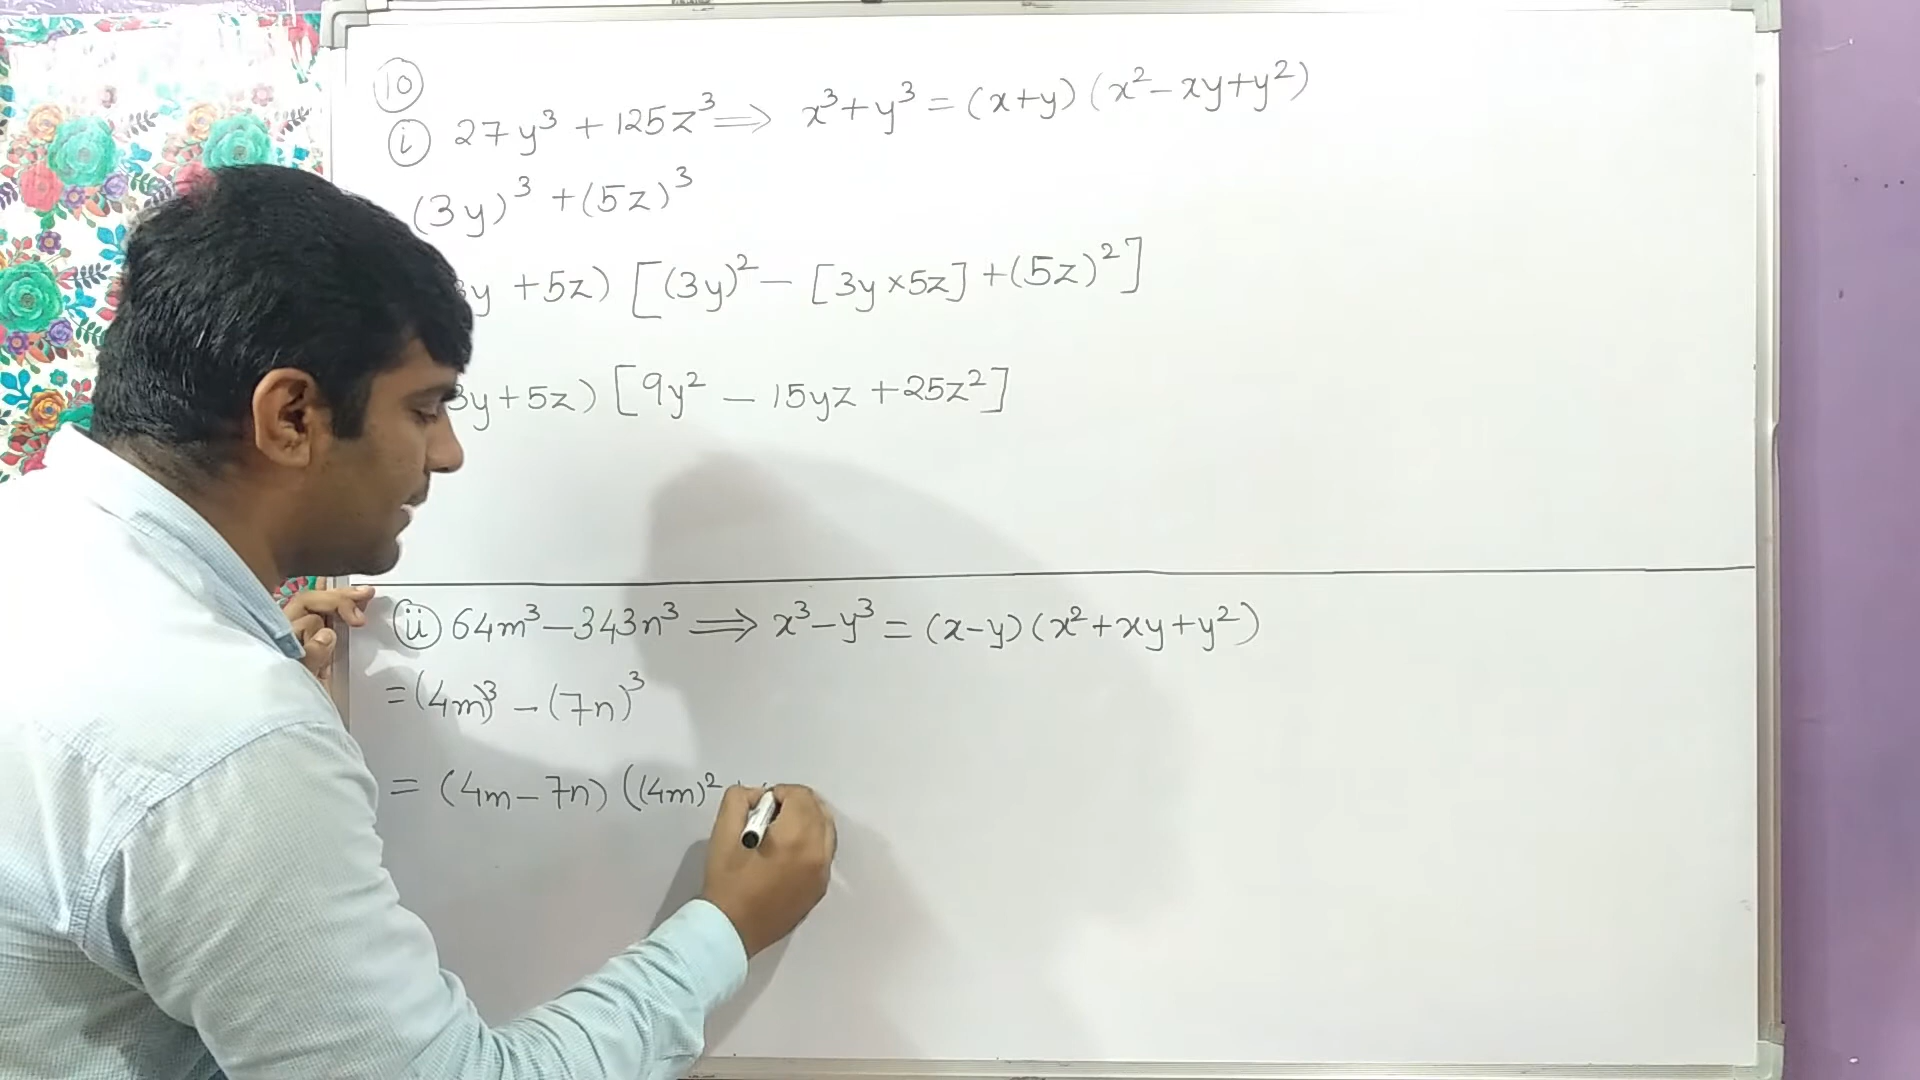 10
i 27y³ + 125z³ ⟹ x³+y³ = (x+y) (x²- xy+y²)
(3y)³ +(5z)³
y +5z) [(3y)² - [3y×5z] +(5z)²]
3y+5z) [9y² - 15yz +25z²]
ii 64m³-343n³ ⟹ x³-y³ = (x-y) (x²+xy+y²)
=(4m)³ - (7n)³
= (4m-7n) ((4m)²